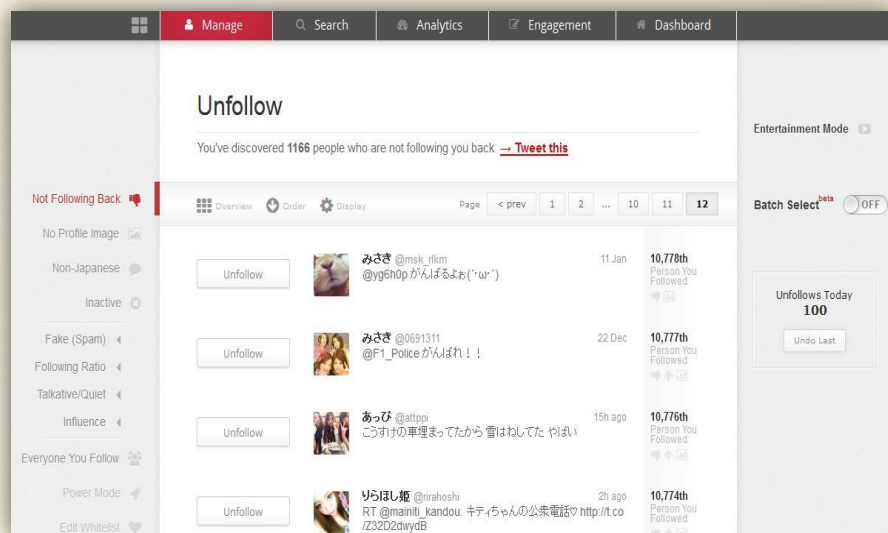 Manage Search Analytics Engagement Dashboard
Unfollow
You've discovered 1166 people who are not following you back → Tweet this
Entertainment Mode
Not Following Back
No Profile Image
Non-Japanese
Inactive
Fake (Spam)
Following Ratio
Talkative/Quiet
Influence
Everyone You Follow
Power Mode
Edit Whitelist
Overview Order Display Page < prev 1 2 ... 10 11 12
Batch Select beta OFF
Unfollow
みさき @msk_rlkm 11 Jan
@yg6h0p がんばるよぉ(´･ω･`)
10,778th
Person You
Followed
Unfollow
みさき @0691311 22 Dec
@F1_Police がんばれ！！
10,777th
Person You
Followed
Unfollow
あっぴ @attppi 15h ago
こうすけの車埋まってたから 雪はねしてた やばい
10,776th
Person You
Followed
Unfollow
りらほし姫 @rirahoshi 2h ago
RT @mainiti_kandou: キティちゃんの公衆電話♡ http://t.co
/Z32D2dwydB
10,774th
Person You
Followed
Unfollows Today
100
Undo Last